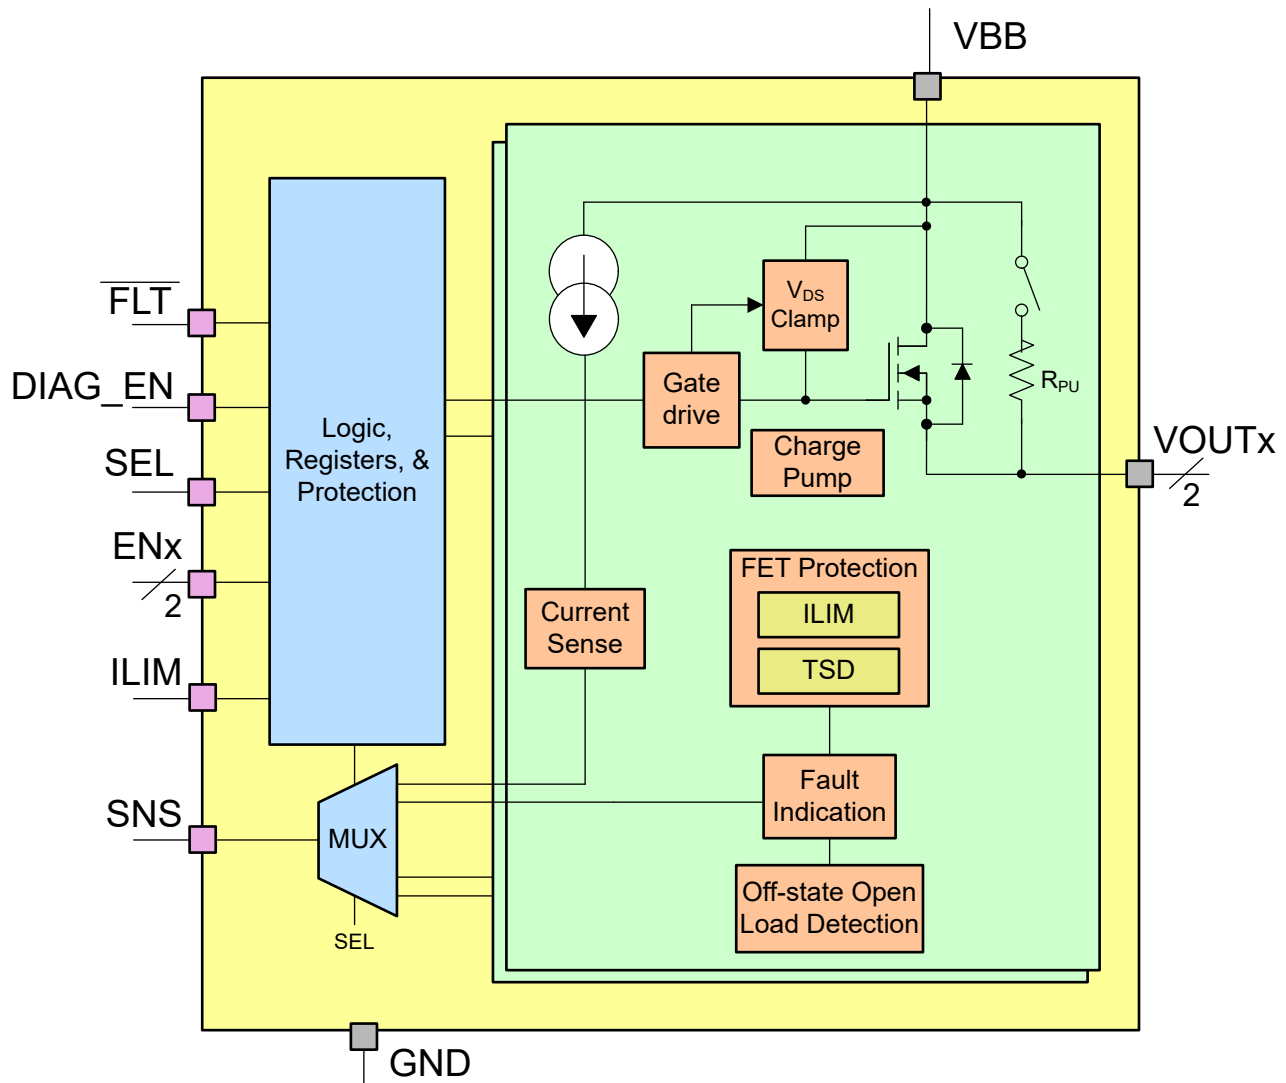 VBB
FLT
DIAG_EN
SEL
ENx
2
ILIM
SNS
Logic,
Registers, &
Protection
MUX
SEL
GND
VDS
Clamp
Gate
drive
Charge
Pump
RPU
VOUTx
2
Current
Sense
FET Protection
ILIM
TSD
Fault
Indication
Off-state Open
Load Detection